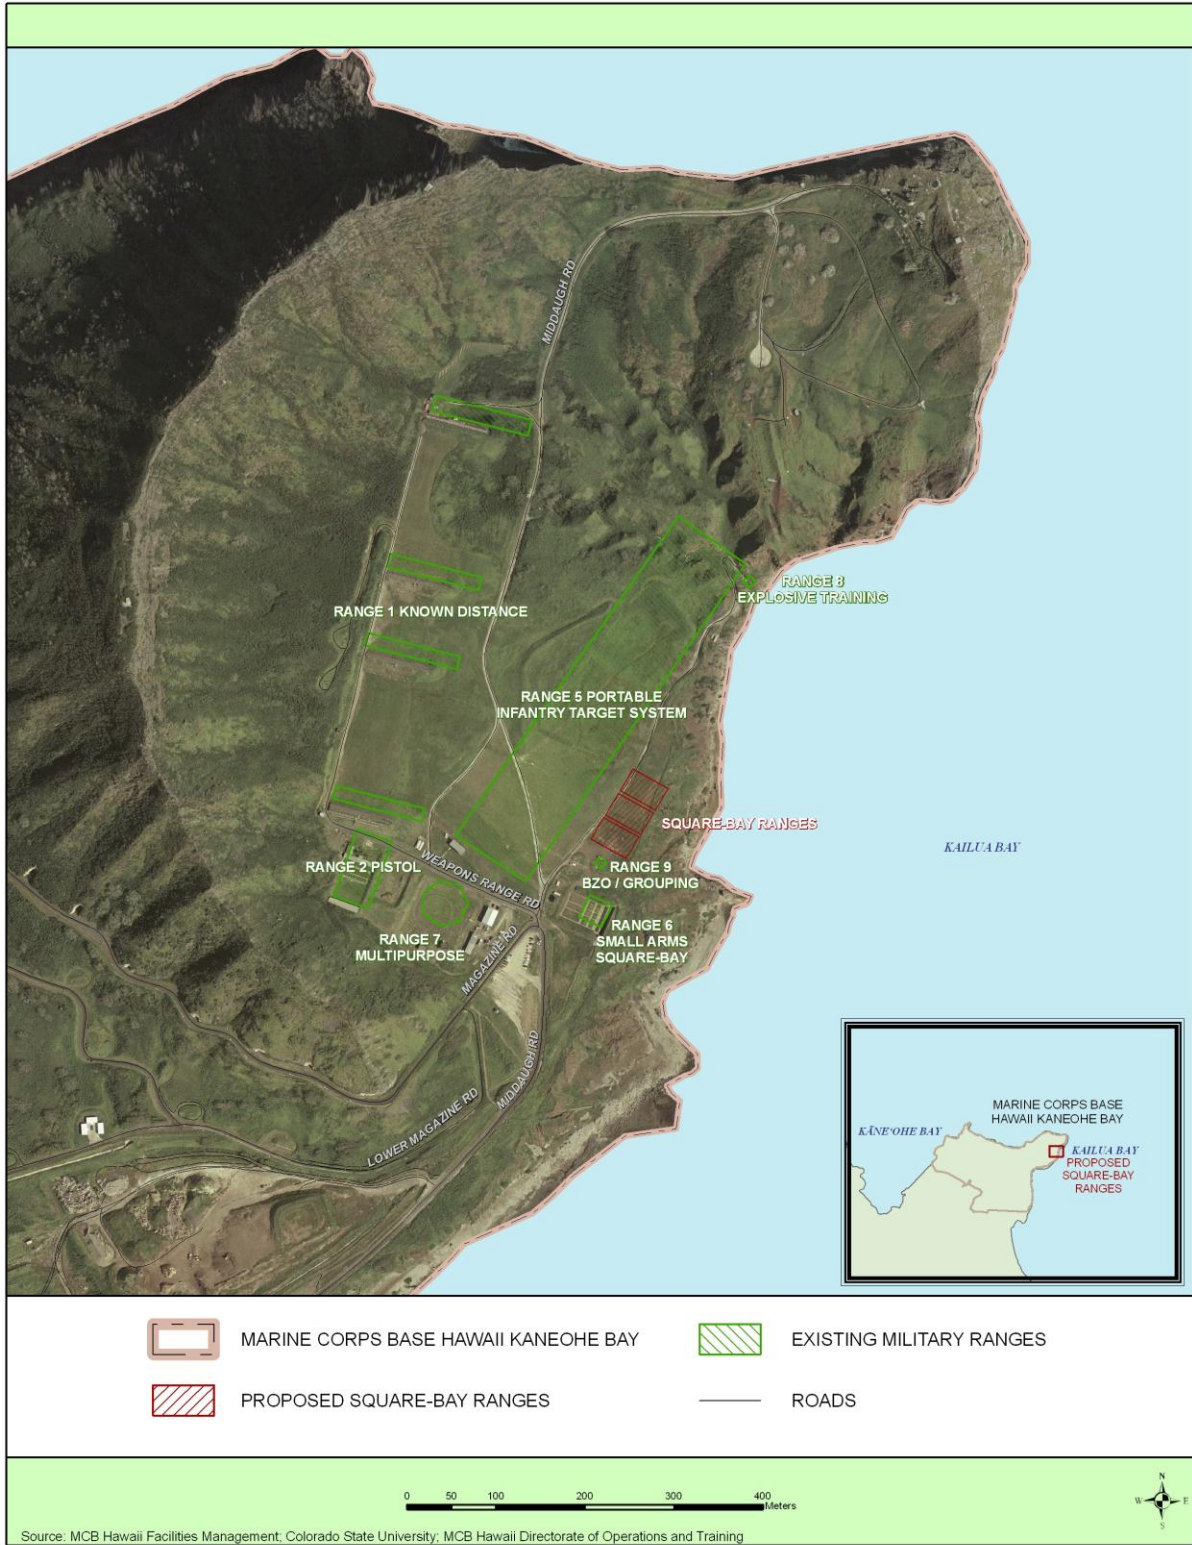 MIDDAUGH RD
RANGE 8
EXPLOSIVE TRAINING
RANGE 1 KNOWN DISTANCE
RANGE 5 PORTABLE
INFANTRY TARGET SYSTEM
SQUARE-BAY RANGES
KAILUA BAY
WEAPONS RANGE RD
RANGE 2 PISTOL
RANGE 9
BZO / GROUPING
RANGE 7
MULTIPURPOSE
MAGAZINE RD
RANGE 6
SMALL ARMS
SQUARE-BAY
MIDDAUGH RD
LOWER MAGAZINE RD
MARINE CORPS BASE
HAWAII KANEOHE BAY
KĀNEʻOHE BAY
KAILUA BAY
PROPOSED
SQUARE-BAY
RANGES
MARINE CORPS BASE HAWAII KANEOHE BAY
EXISTING MILITARY RANGES
PROPOSED SQUARE-BAY RANGES
ROADS
0 50 100 200 300 400
Meters
N
W E
S
Source: MCB Hawaii Facilities Management; Colorado State University; MCB Hawaii Directorate of Operations and Training